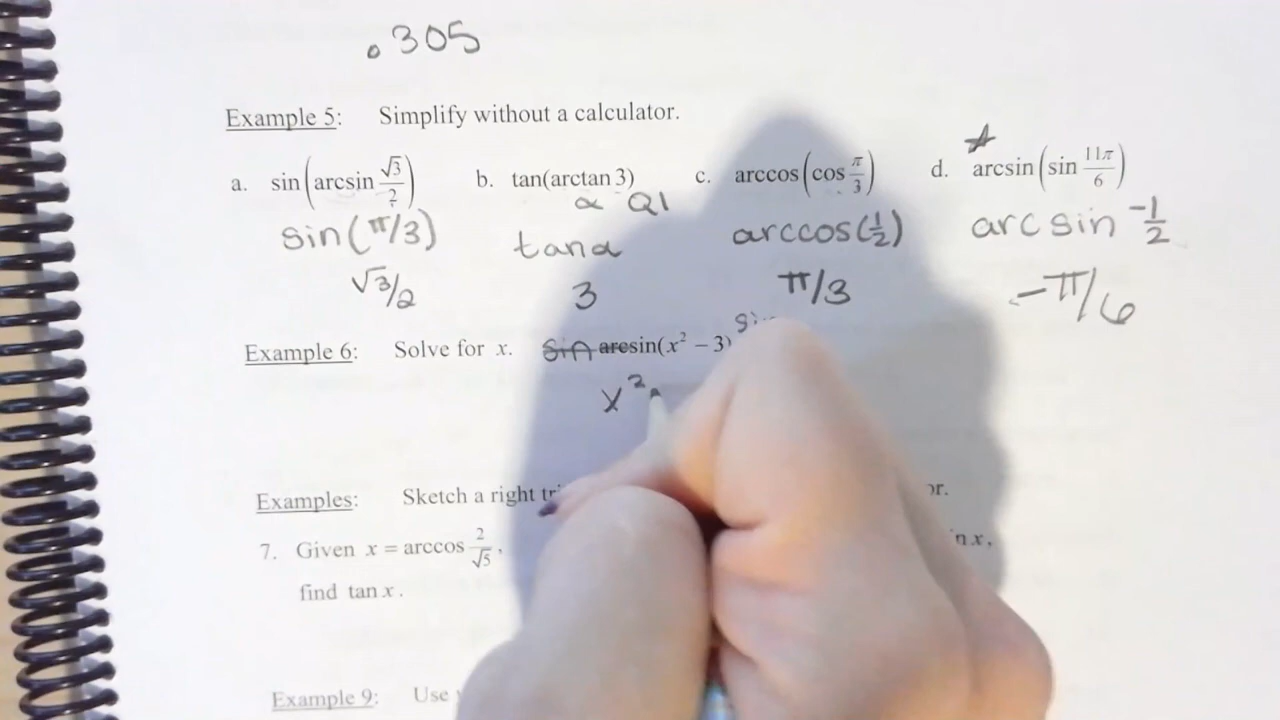 .305
Example 5: Simplify without a calculator.
a. sin(arcsin √3/2) b. tan(arctan 3) c. arccos(cos π/3) d. arcsin(sin 11π/6)
α Q1
sin(π/3) tanα arccos(1/2) arcsin -1/2
√3/2 3 π/3 -π/6
Example 6: Solve for x. sin arcsin(x² − 3)
x²
Examples: Sketch a right
7. Given x = arccos 2/√5, n x,
find tan x.
Example 9: Use